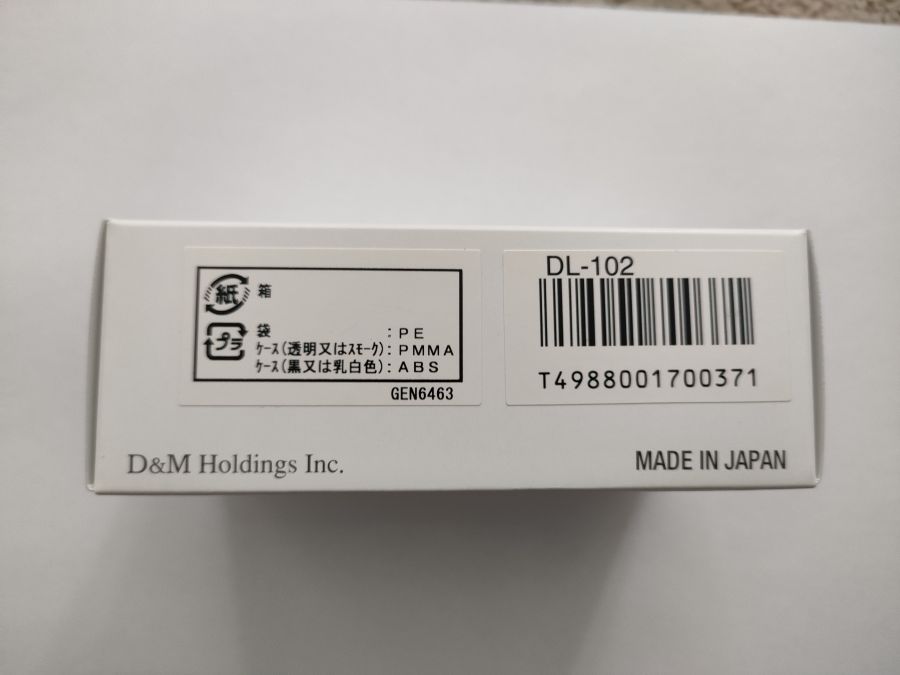 紙 箱
プラ 袋 :PE
ケース(透明又はスモーク):PMMA
ケース(黒又は乳白色):ABS
GEN6463
DL-102
T4988001700371
D&M Holdings Inc.
MADE IN JAPAN